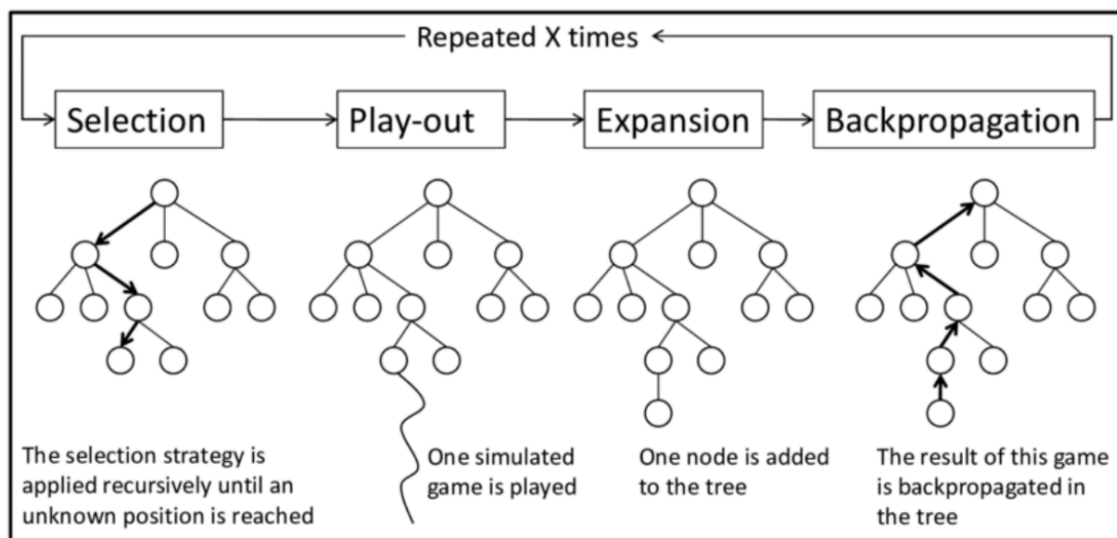 Repeated X times
Selection
Play-out
Expansion
Backpropagation
The selection strategy is
applied recursively until an
unknown position is reached
One simulated
game is played
One node is added
to the tree
The result of this game
is backpropagated in
the tree